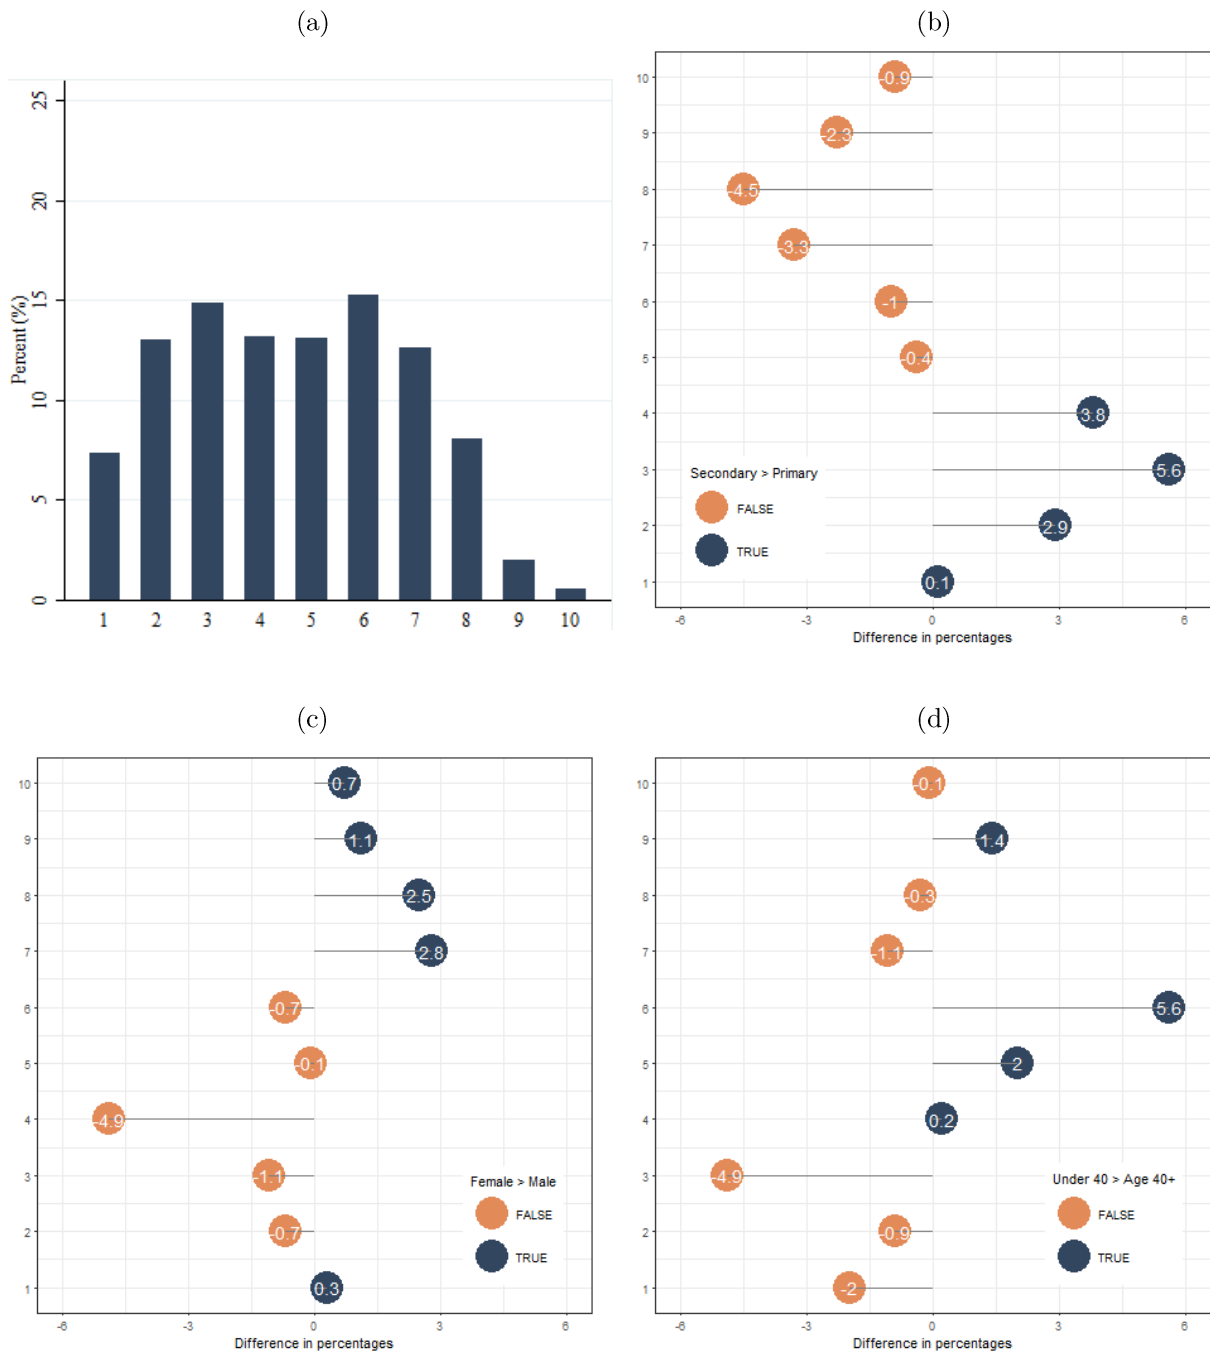 (a)
25
20
15
10
5
0
Percent (%)
1 2 3 4 5 6 7 8 9 10
(b)
10 -0.9
9 -2.3
8 -4.5
7 -3.3
6 -1
5 -0.4
4 3.8
3 5.6
2 2.9
1 0.1
Secondary > Primary
FALSE
TRUE
-6 -3 0 3 6
Difference in percentages
(c)
10 0.7
9 1.1
8 2.5
7 2.8
6 -0.7
5 -0.1
4 -4.9
3 -1.1
2 -0.7
1 0.3
Female > Male
FALSE
TRUE
-6 -3 0 3 6
Difference in percentages
(d)
10 -0.1
9 1.4
8 -0.3
7 -1.1
6 5.6
5 2
4 0.2
3 -4.9
2 -0.9
1 -2
Under 40 > Age 40+
FALSE
TRUE
-6 -3 0 3 6
Difference in percentages